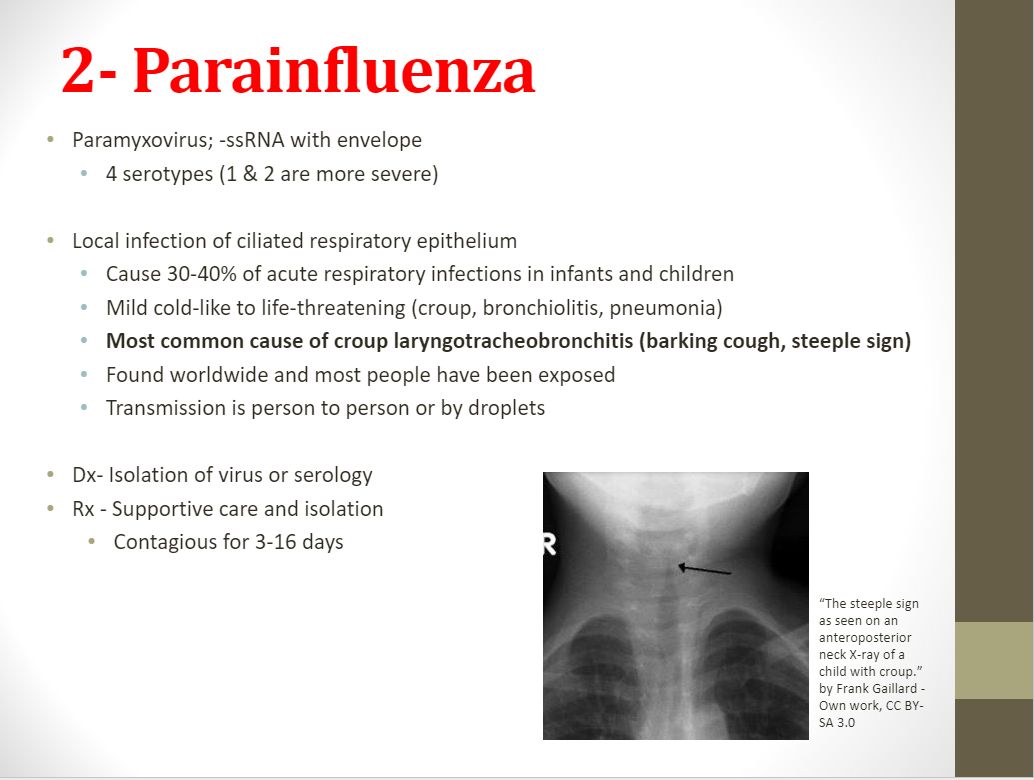 2- Parainfluenza
Paramyxovirus; -ssRNA with envelope
4 serotypes (1 & 2 are more severe)
Local infection of ciliated respiratory epithelium
Cause 30-40% of acute respiratory infections in infants and children
Mild cold-like to life-threatening (croup, bronchiolitis, pneumonia)
Most common cause of croup laryngotracheobronchitis (barking cough, steeple sign)
Found worldwide and most people have been exposed
Transmission is person to person or by droplets
Dx- Isolation of virus or serology
Rx - Supportive care and isolation
Contagious for 3-16 days
R
“The steeple sign
as seen on an
anteroposterior
neck X-ray of a
child with croup.”
by Frank Gaillard -
Own work, CC BY-
SA 3.0